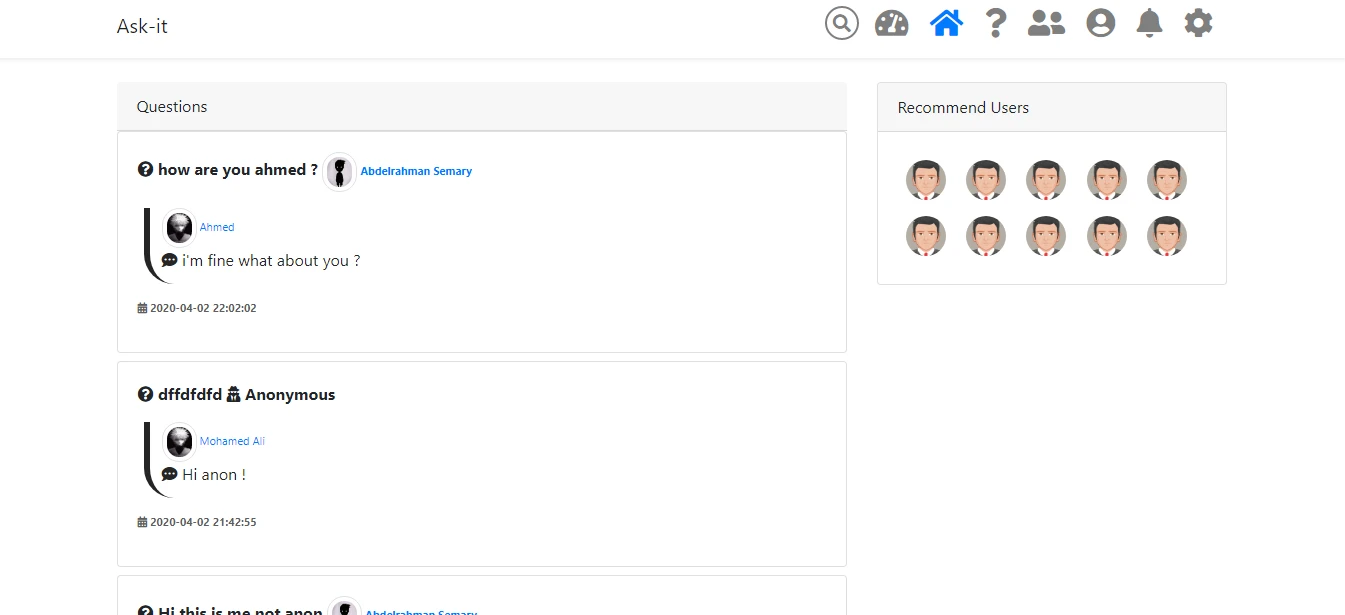 Ask-it
Questions
how are you ahmed ? Abdelrahman Semary
Ahmed
i'm fine what about you ?
2020-04-02 22:02:02
dffdfdfd Anonymous
Mohamed Ali
Hi anon !
2020-04-02 21:42:55
Hi this is me not anon Abdelrahman Semary
Recommend Users